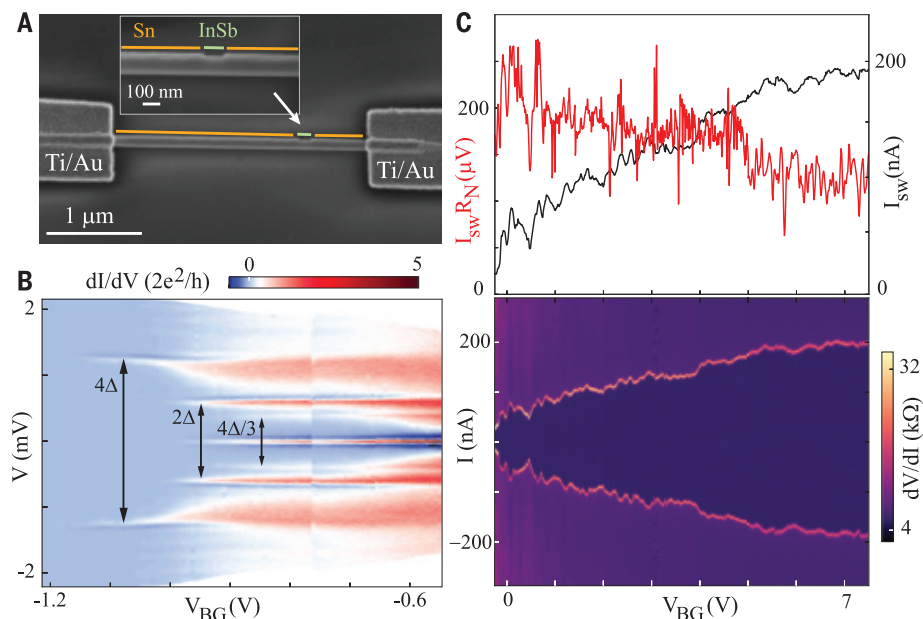 A
Sn InSb
100 nm
Ti/Au
Ti/Au
1 μm
B
dI/dV (2e²/h)
0 5
2
V (mV)
0
-2
4Δ
2Δ
4Δ/3
-1.2 -0.6
V_BG (V)
C
I_sw R_N (μV)
200
0
200
0
I_sw (nA)
I (nA)
200
0
−200
32
4
dV/dI (kΩ)
0 7
V_BG (V)